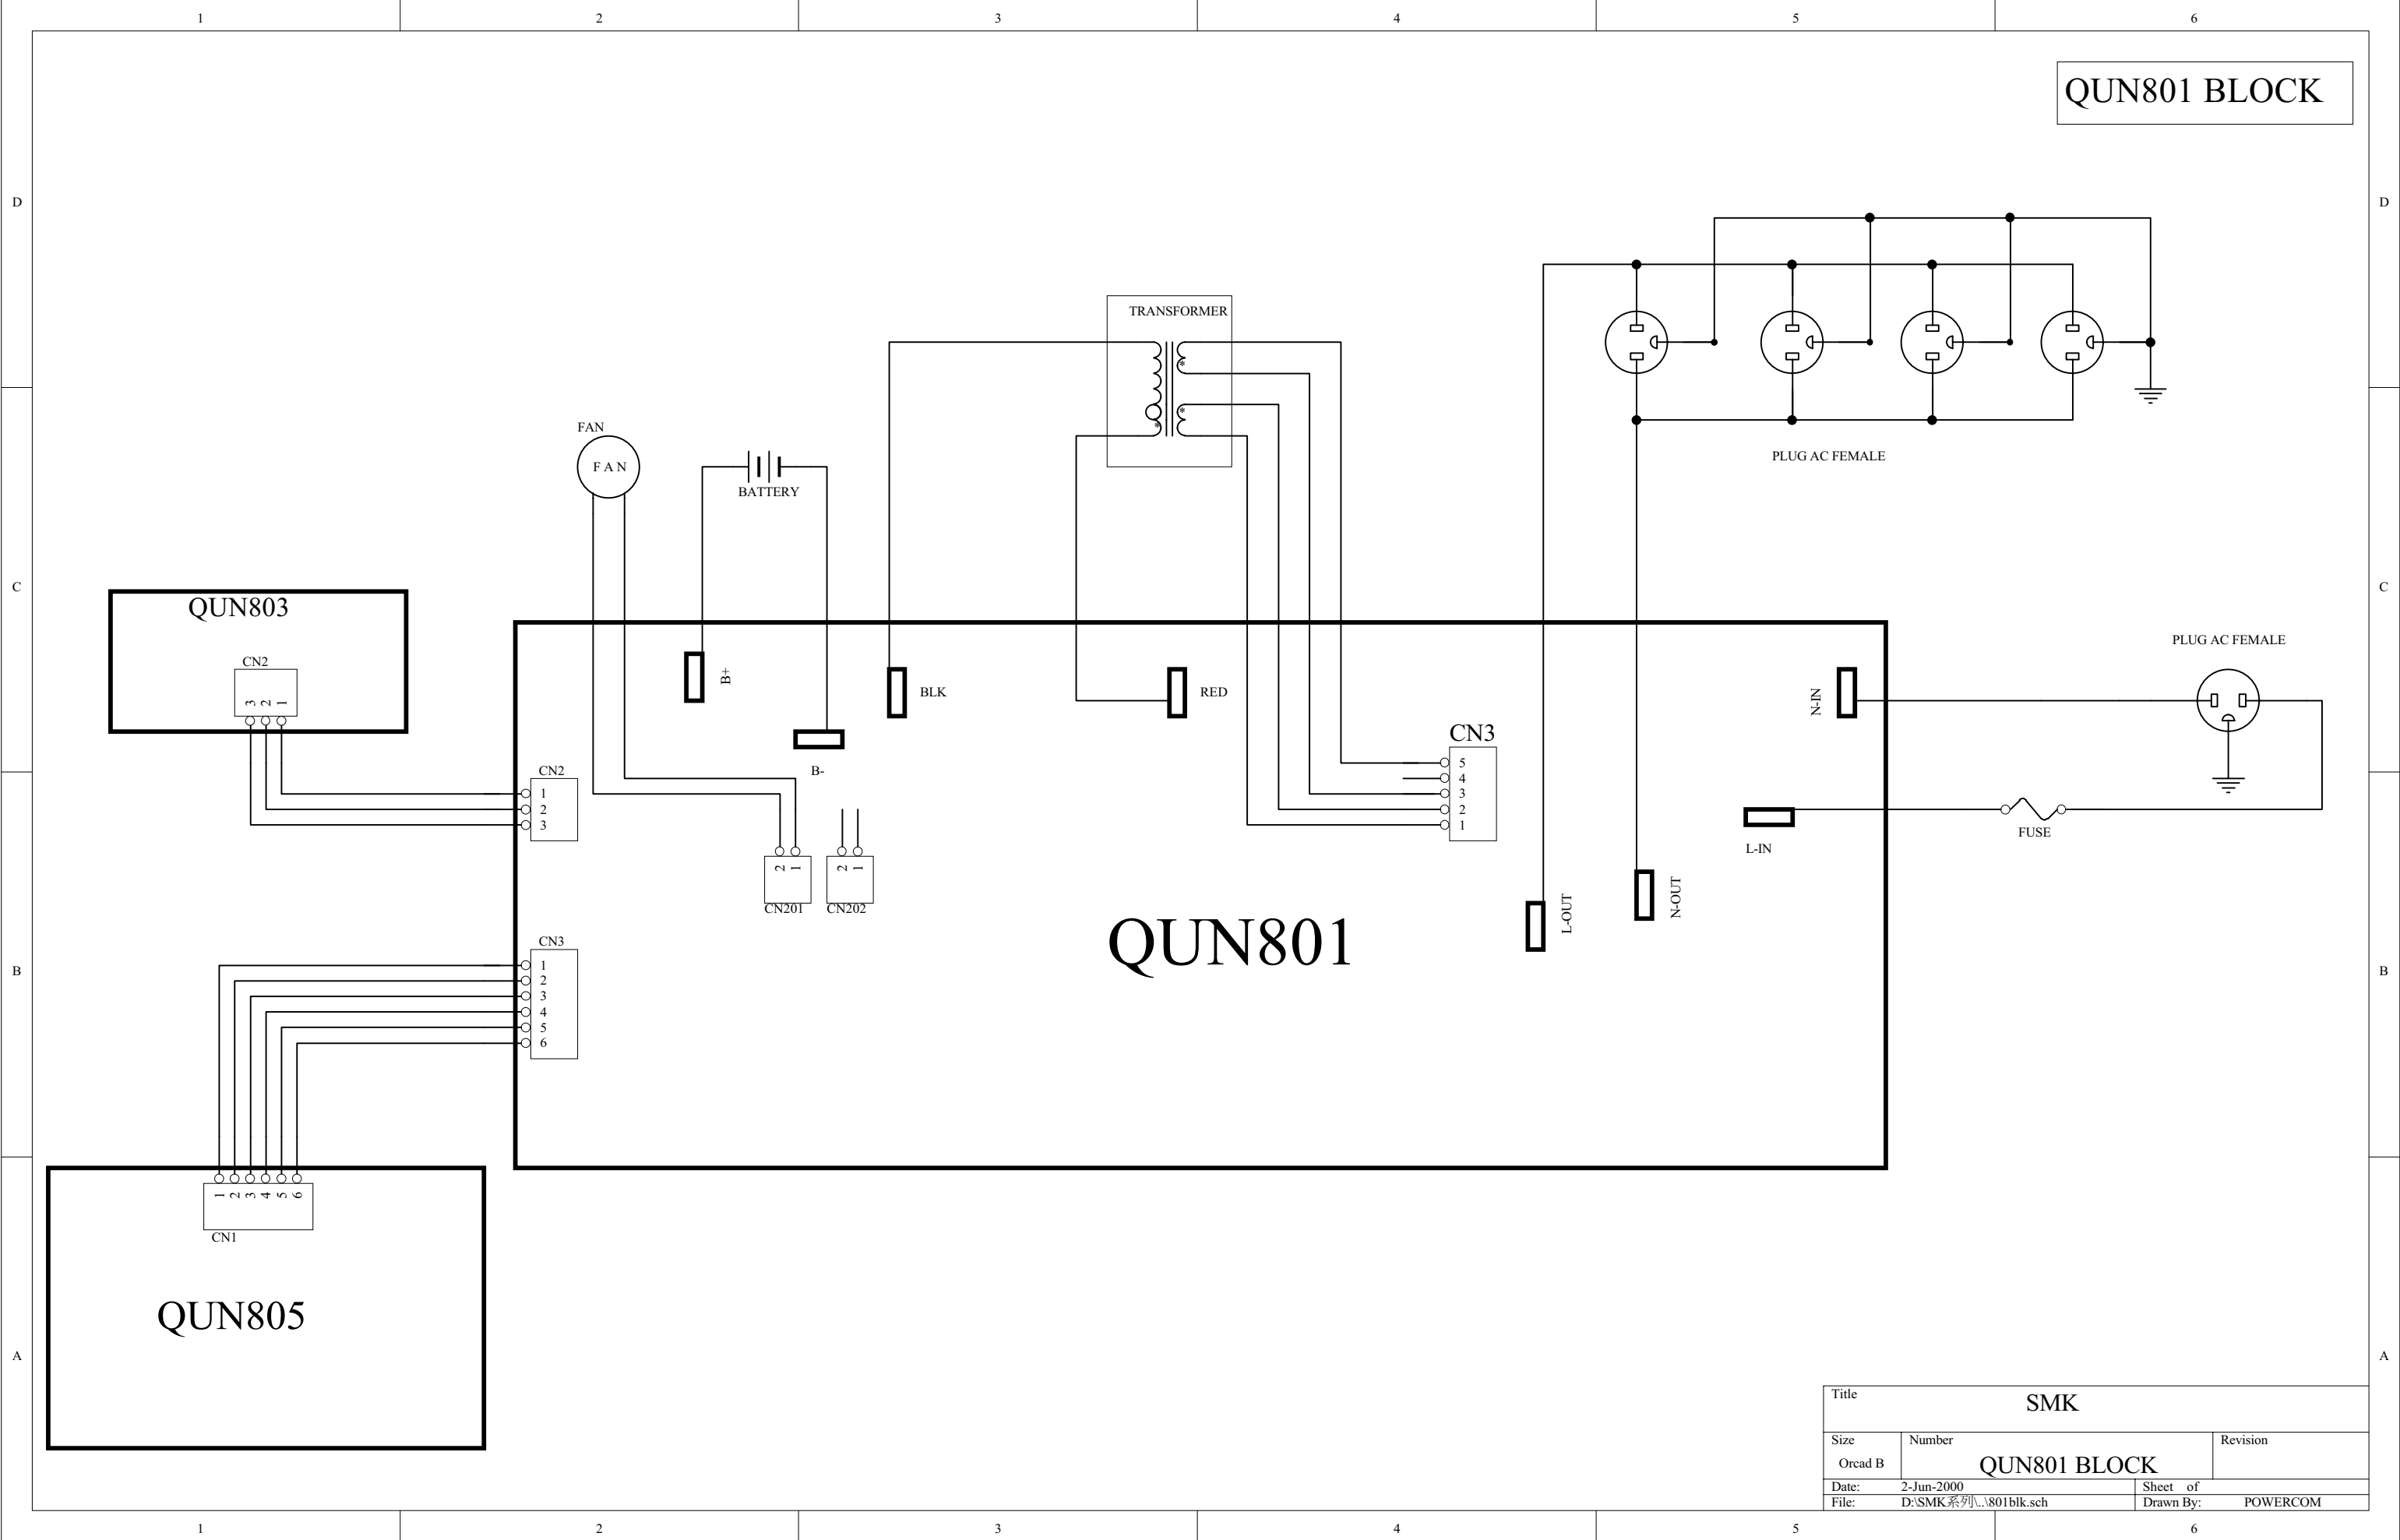 1 2 3 4 5 6
QUN801 BLOCK
D D
TRANSFORMER
*
*
*
FAN
F A N
PLUG AC FEMALE
BATTERY
C C
QUN803
CN2
3 2 1
PLUG AC FEMALE
B+
BLK
RED
N-IN
CN3
5
4
3
2
1
B-
CN2
1
2
3
FUSE
L-IN
2 1
2 1
CN201
CN202
L-OUT
N-OUT
QUN801
CN3
1
2
3
4
5
6
B B
1 2 3 4 5 6
CN1
QUN805
A A
Title
SMK
Size Number Revision
Orcad B
QUN801 BLOCK
Date: 2-Jun-2000 Sheet of
File: D:\SMK系列\..\801blk.sch Drawn By: POWERCOM
1 2 3 4 5 6